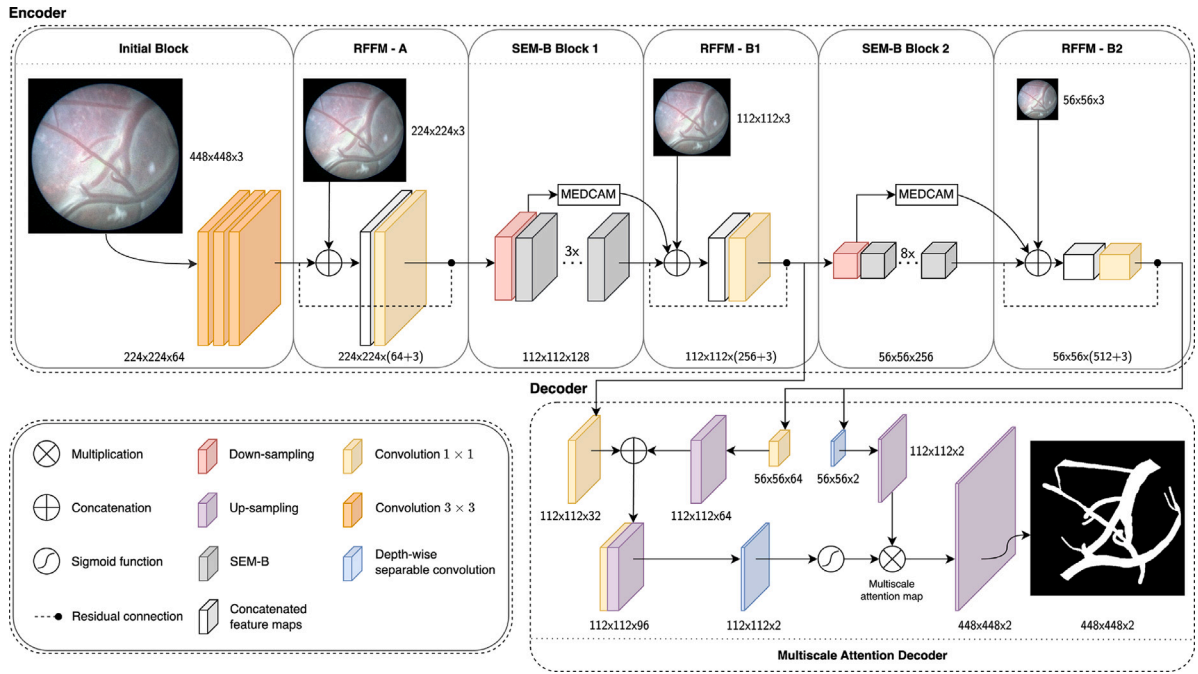 Encoder
Initial Block
RFFM - A
SEM-B Block 1
RFFM - B1
SEM-B Block 2
RFFM - B2
448x448x3
224x224x3
112x112x3
56x56x3
MEDCAM
MEDCAM
3x
...
8x
...
224x224x64
224x224x(64+3)
112x112x128
112x112x(256+3)
56x56x256
56x56x(512+3)
Decoder
112x112x32
112x112x64
56x56x64
56x56x2
112x112x2
112x112x96
112x112x2
Multiscale
attention map
448x448x2
448x448x2
Multiscale Attention Decoder
Multiplication
Down-sampling
Convolution 1 × 1
Concatenation
Up-sampling
Convolution 3 × 3
Sigmoid function
SEM-B
Depth-wise
separable convolution
Residual connection
Concatenated
feature maps